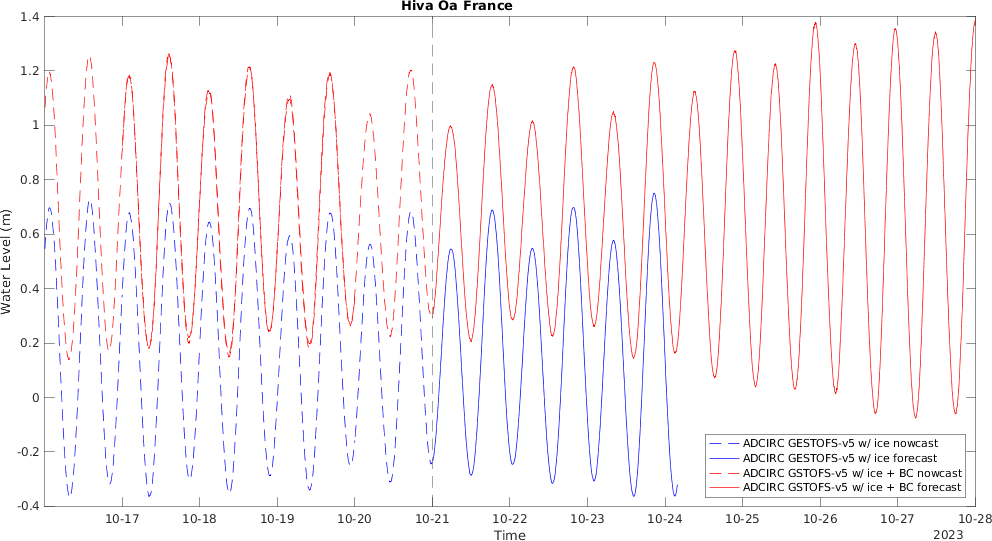 Hiva Oa France
1.4
1.2
1
0.8
0.6
0.4
0.2
0
-0.2
-0.4
Water Level (m)
ADCIRC GESTOFS-v5 w/ ice nowcast
ADCIRC GESTOFS-v5 w/ ice forecast
ADCIRC GSTOFS-v5 w/ ice + BC nowcast
ADCIRC GSTOFS-v5 w/ ice + BC forecast
10-17 10-18 10-19 10-20 10-21 10-22 10-23 10-24 10-25 10-26 10-27 10-28
Time
2023